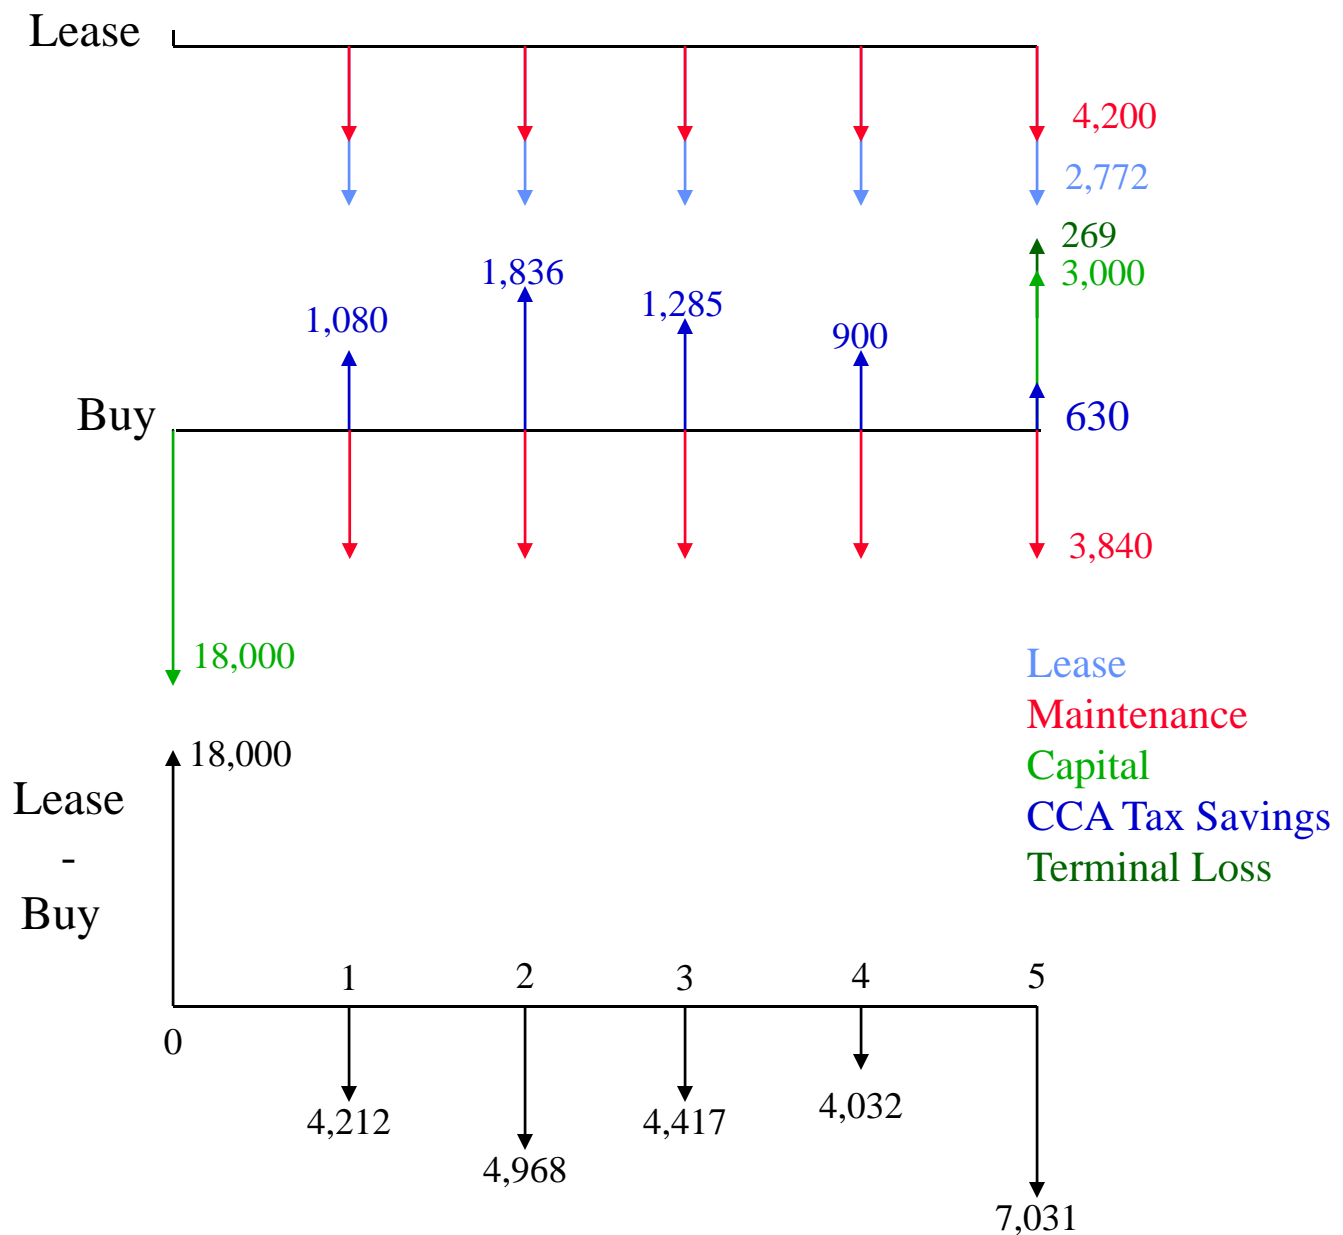 Lease
4,200
2,772
269
3,000
1,836
1,285
1,080
900
Buy
630
3,840
18,000
Lease
Maintenance
Capital
CCA Tax Savings
Terminal Loss
18,000
Lease
-
Buy
1 2 3 4 5
0
4,212
4,968
4,417
4,032
7,031